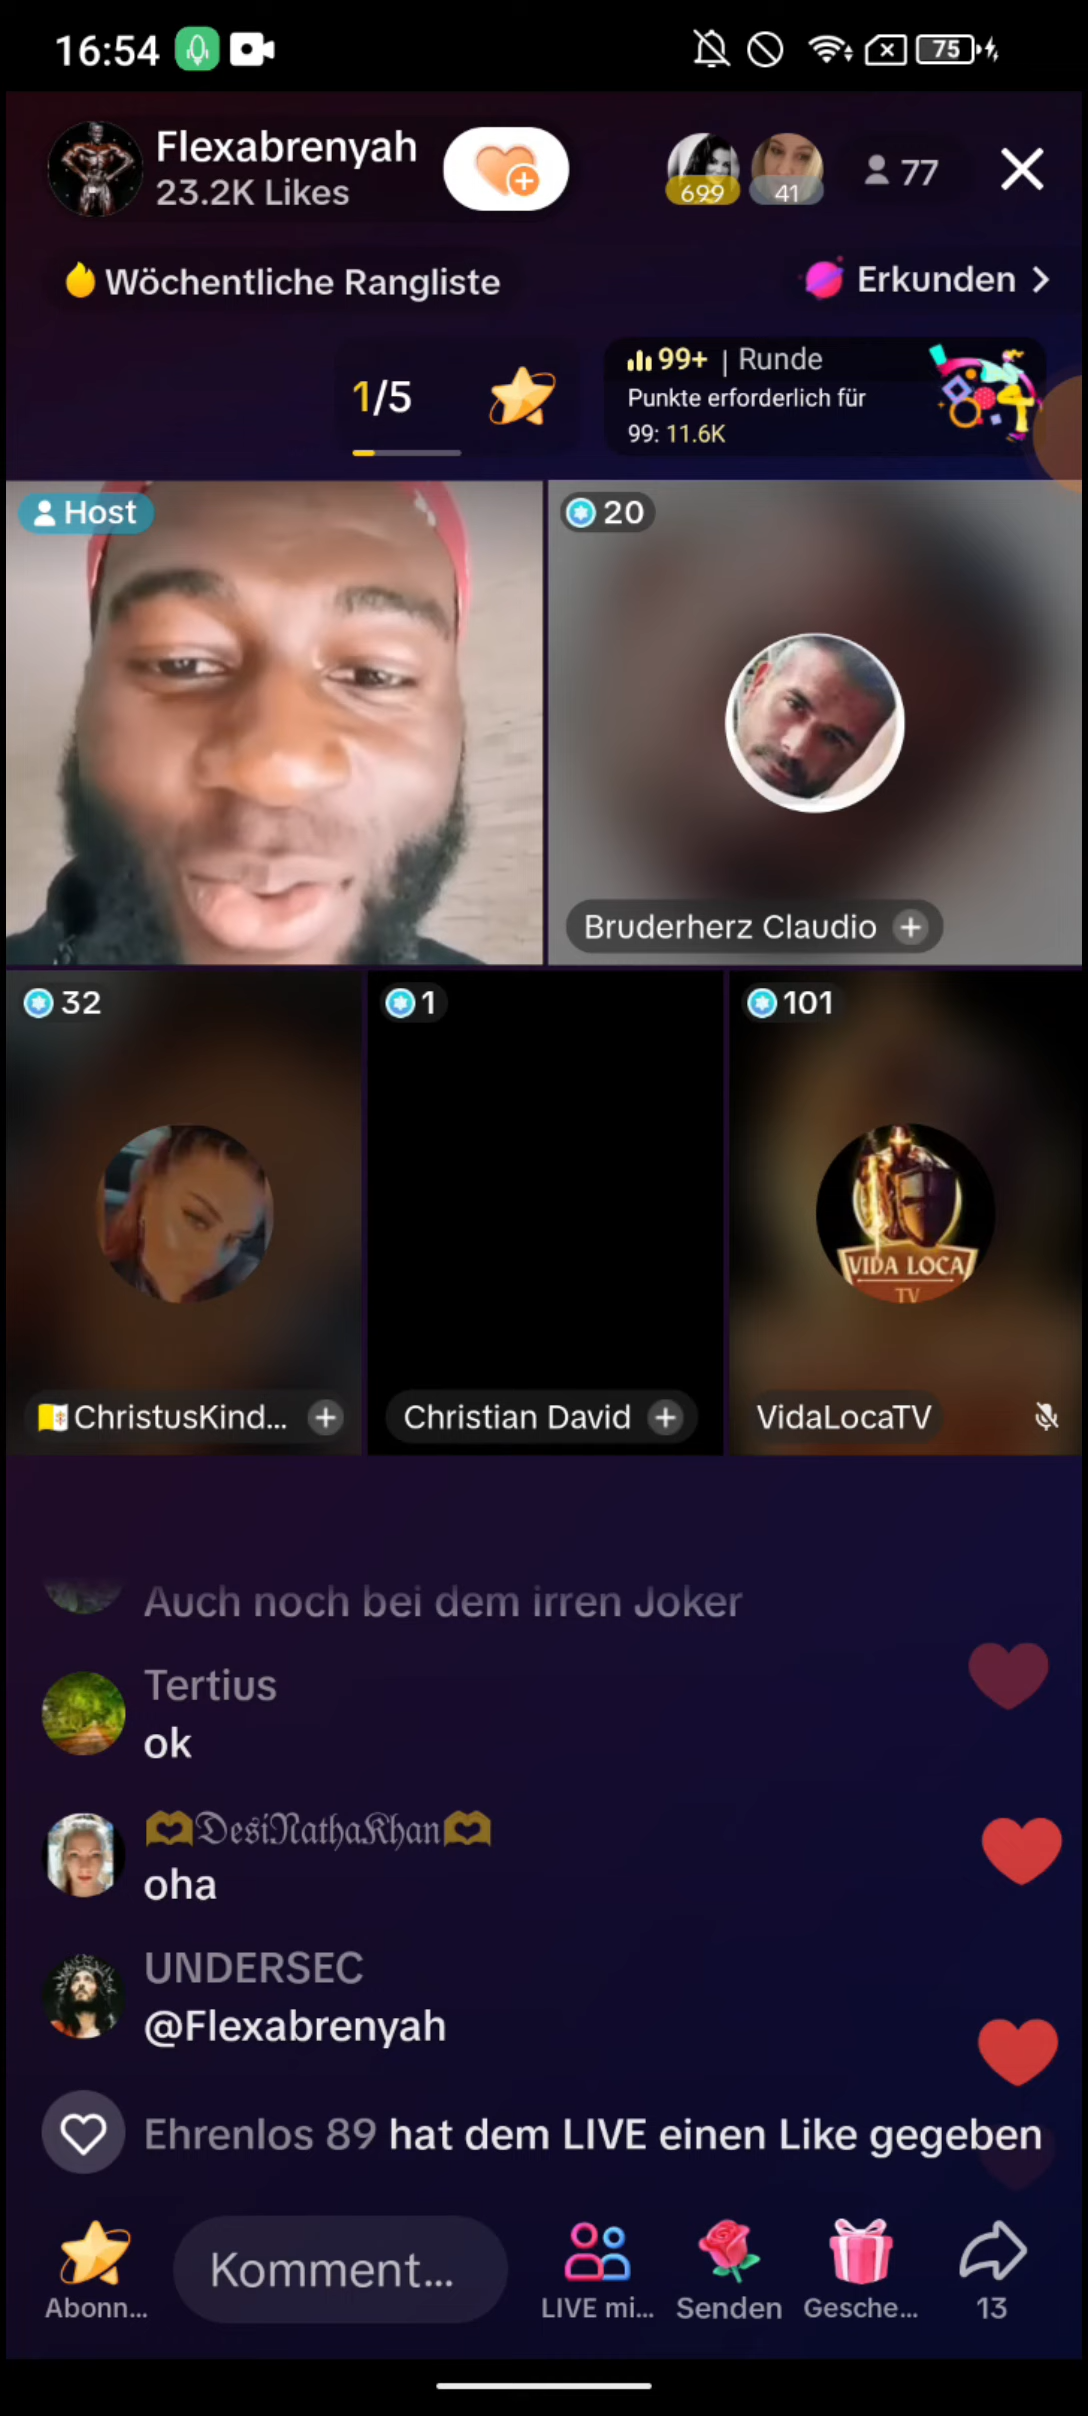 16:54
75
Flexabrenyah
23.2K Likes
699
41
77
Wöchentliche Rangliste
Erkunden
1/5
99+ | Runde
Punkte erforderlich für
99: 11.6K
Host
20
Bruderherz Claudio
32
1
101
VIDA LOCA
TV
ChristusKind...
Christian David
VidaLocaTV
Auch noch bei dem irren Joker
Tertius
ok
𝔇𝔢𝔰𝔦𝔑𝔞𝔱𝔥𝔞𝔎𝔥𝔞𝔫
oha
UNDERSEC
@Flexabrenyah
Ehrenlos 89 hat dem LIVE einen Like gegeben
Komment...
Abonn...
LIVE mi...
Senden
Gesche...
13